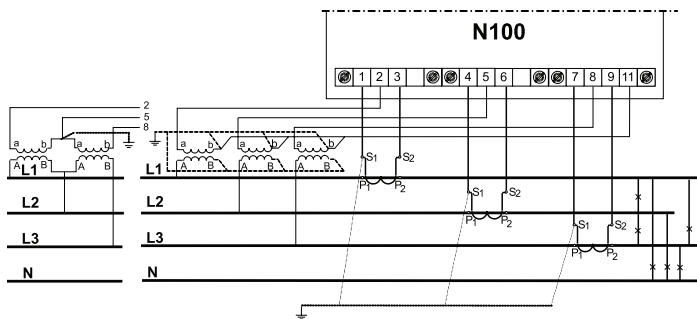 N100
1 2 3 4 5 6 7 8 9 11
2
5
8
a b a b
A B A B
a b a b a b
A B A B A B
S1 S2
L1 L1
P1 P2
S1 S2
L2 L2
P1 P2
S1 S2
L3 L3
P1 P2
N N